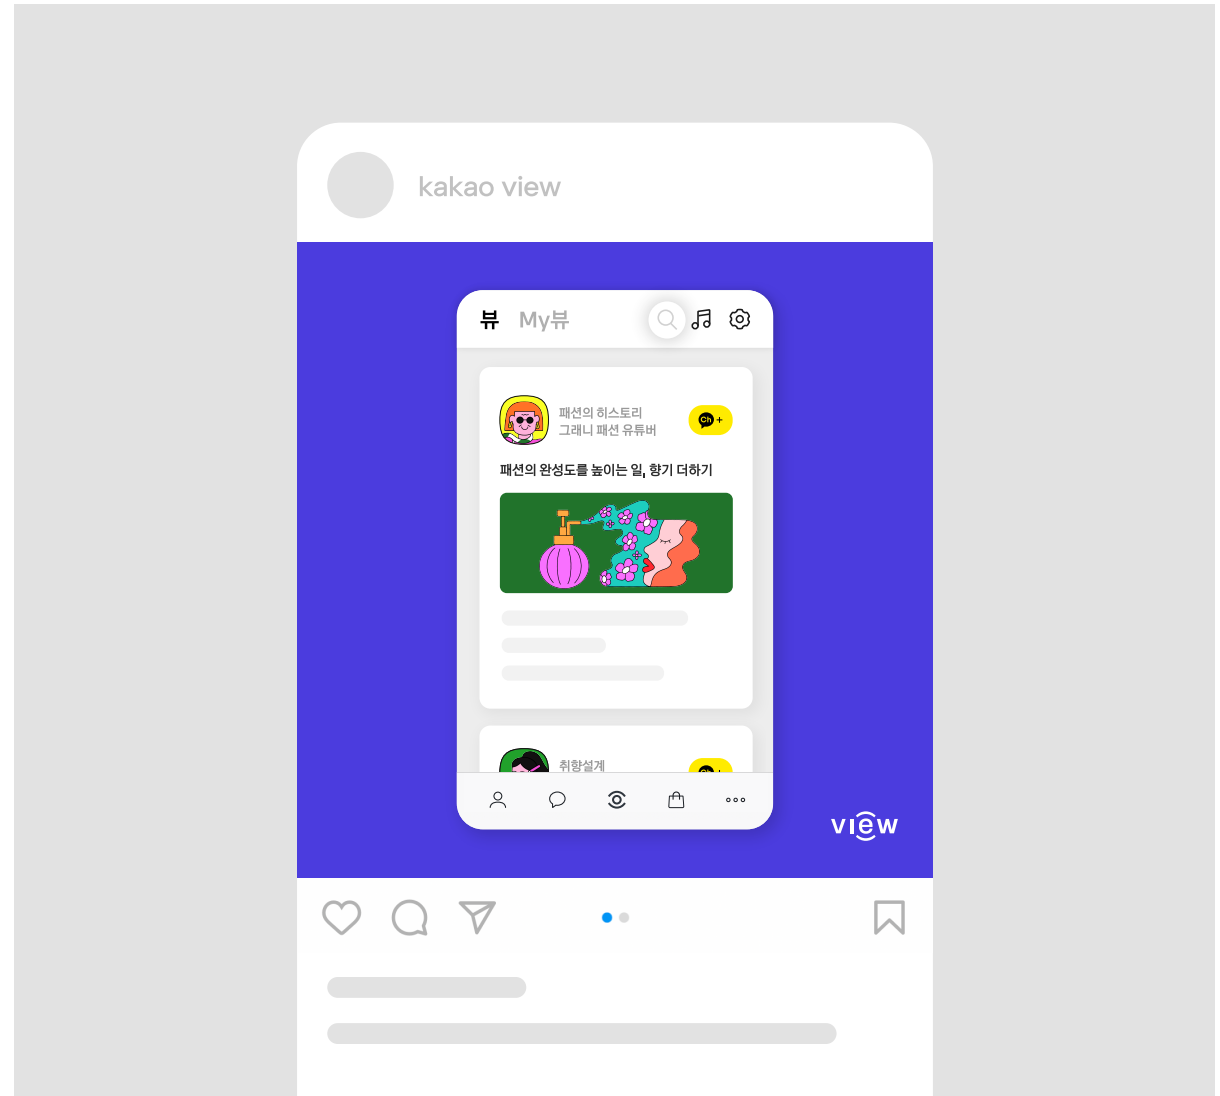 kakao view
뷰 My뷰
패션의 히스토리
그래니 패션 유튜버
Ch +
패션의 완성도를 높이는 일, 향기 더하기
취향설계
view